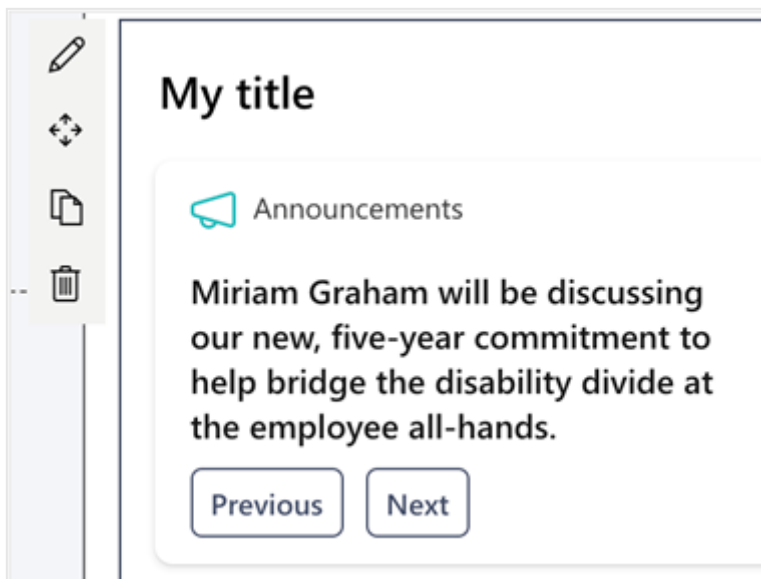 My title
Announcements
Miriam Graham will be discussing
our new, five-year commitment to
help bridge the disability divide at
the employee all-hands.
Previous Next